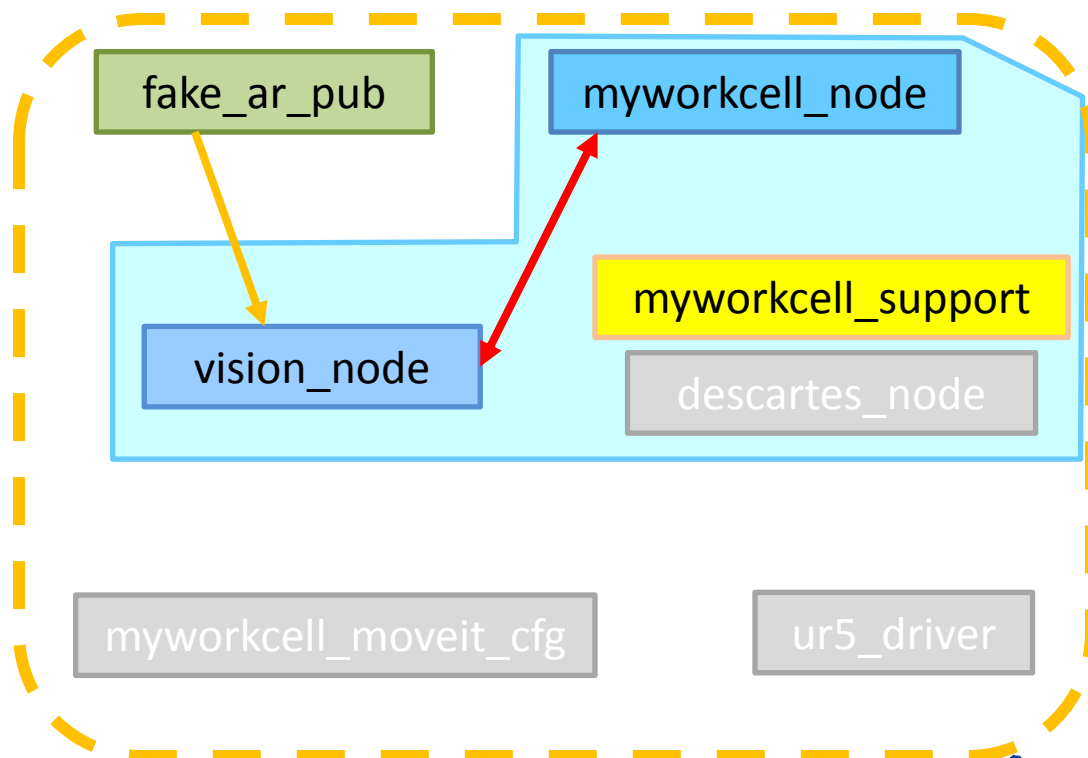 fake_ar_pub
myworkcell_node
myworkcell_support
vision_node
descartes_node
myworkcell_moveit_cfg
ur5_driver